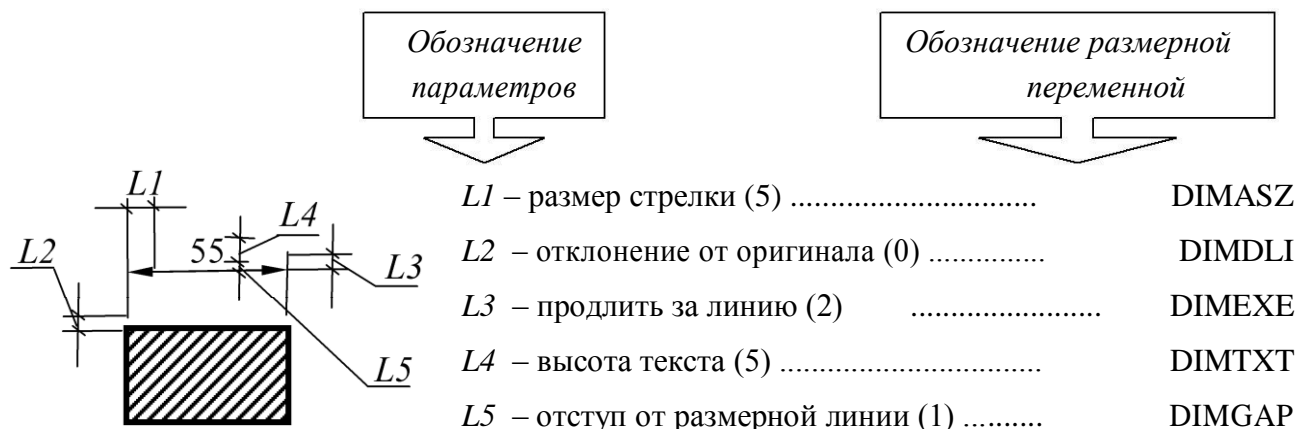 Обозначение
параметров
Обозначение размерной
переменной
L1
L2
55
L4
L3
L5
L1 – размер стрелки (5) ................................ DIMASZ
L2 – отклонение от оригинала (0) ............... DIMDLI
L3 – продлить за линию (2) ........................ DIMEXE
L4 – высота текста (5) .................................. DIMTXT
L5 – отступ от размерной линии (1) ......... DIMGAP